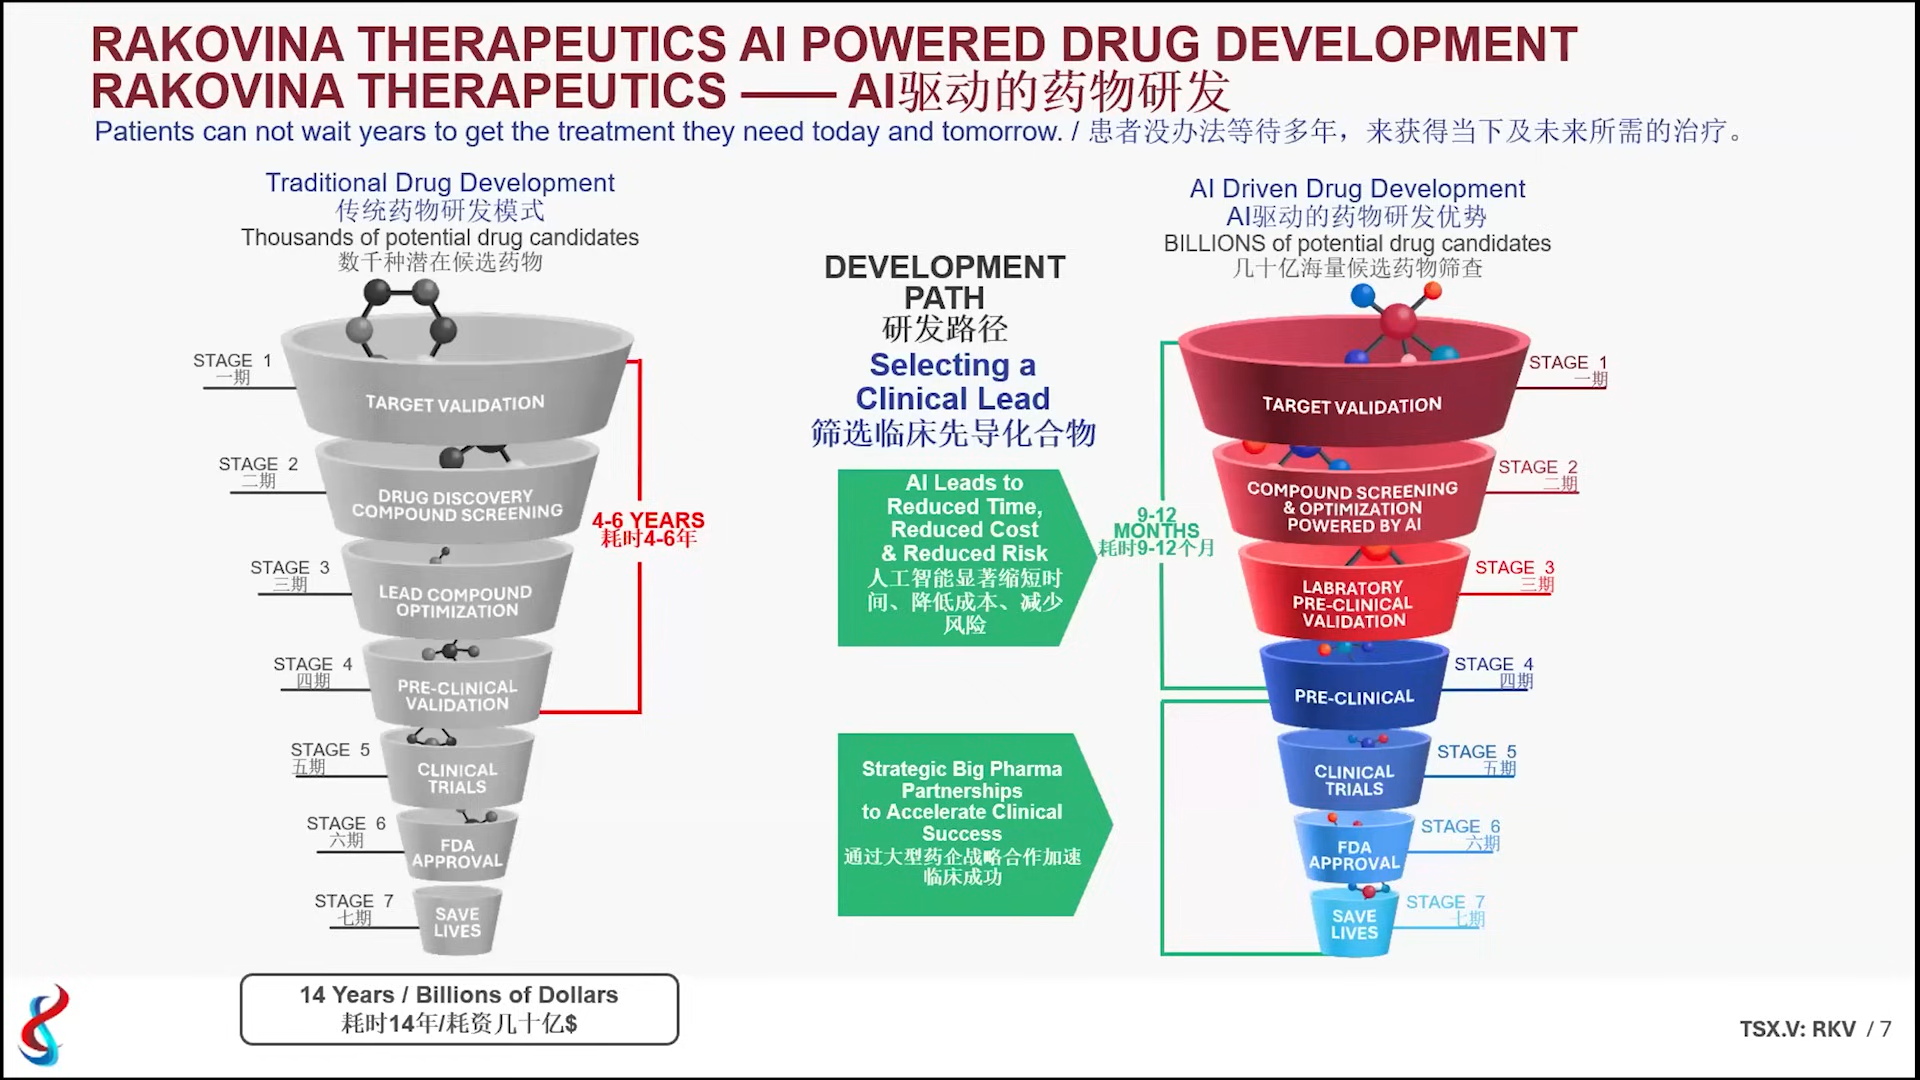 RAKOVINA THERAPEUTICS AI POWERED DRUG DEVELOPMENT
RAKOVINA THERAPEUTICS —— AI驱动的药物研发
Patients can not wait years to get the treatment they need today and tomorrow. / 患者没办法等待多年，来获得当下及未来所需的治疗。
Traditional Drug Development
传统药物研发模式
Thousands of potential drug candidates
数千种潜在候选药物
STAGE 1
一期
TARGET VALIDATION
STAGE 2
二期
DRUG DISCOVERY
COMPOUND SCREENING
STAGE 3
三期
LEAD COMPOUND
OPTIMIZATION
STAGE 4
四期
PRE-CLINICAL
VALIDATION
STAGE 5
五期
CLINICAL
TRIALS
STAGE 6
六期
FDA
APPROVAL
STAGE 7
七期
SAVE
LIVES
4-6 YEARS
耗时4-6年
14 Years / Billions of Dollars
耗时14年/耗资几十亿$
DEVELOPMENT
PATH
研发路径
Selecting a
Clinical Lead
筛选临床先导化合物
AI Leads to
Reduced Time,
Reduced Cost
& Reduced Risk
人工智能显著缩短时
间、降低成本、减少
风险
Strategic Big Pharma
Partnerships
to Accelerate Clinical
Success
通过大型药企战略合作加速
临床成功
9-12
MONTHS
耗时9-12个月
AI Driven Drug Development
AI驱动的药物研发优势
BILLIONS of potential drug candidates
几十亿海量候选药物筛查
TARGET VALIDATION
STAGE 1
一期
COMPOUND SCREENING
& OPTIMIZATION
POWERED BY AI
STAGE 2
二期
LABRATORY
PRE-CLINICAL
VALIDATION
STAGE 3
三期
PRE-CLINICAL
STAGE 4
四期
CLINICAL
TRIALS
STAGE 5
五期
FDA
APPROVAL
STAGE 6
六期
SAVE
LIVES
STAGE 7
七期
TSX.V: RKV / 7